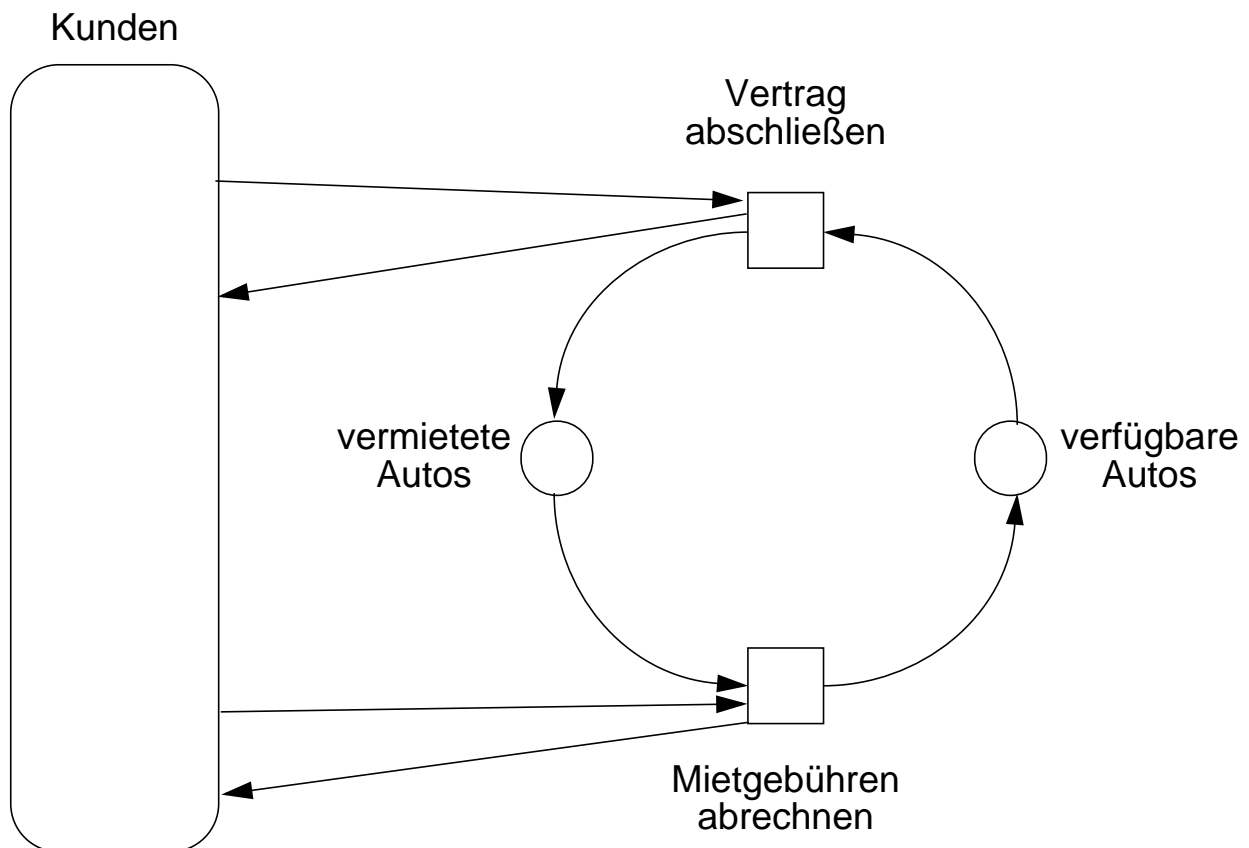 Kunden
Vertrag
abschließen
vermietete
Autos
verfügbare
Autos
Mietgebühren
abrechnen